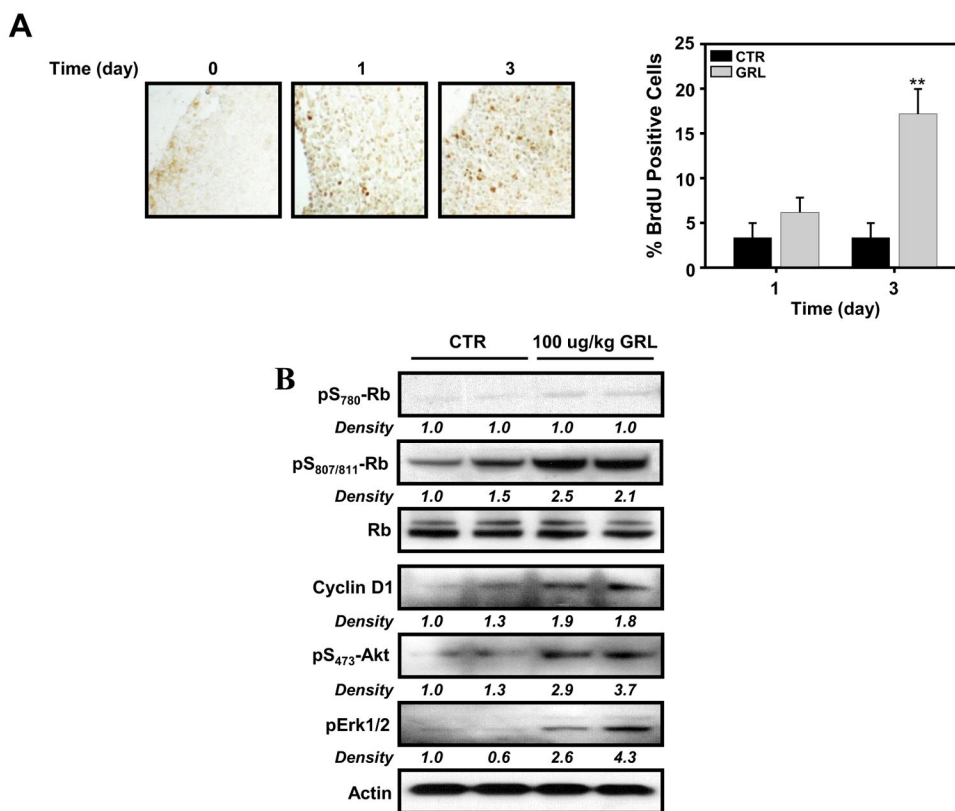 A
Time (day) 0 1 3
25
20
15
10
5
0
% BrdU Positive Cells
CTR
GRL
**
1 3
Time (day)
B
CTR 100 ug/kg GRL
pS780-Rb
Density 1.0 1.0 1.0 1.0
pS807/811-Rb
Density 1.0 1.5 2.5 2.1
Rb
Cyclin D1
Density 1.0 1.3 1.9 1.8
pS473-Akt
Density 1.0 1.3 2.9 3.7
pErk1/2
Density 1.0 0.6 2.6 4.3
Actin